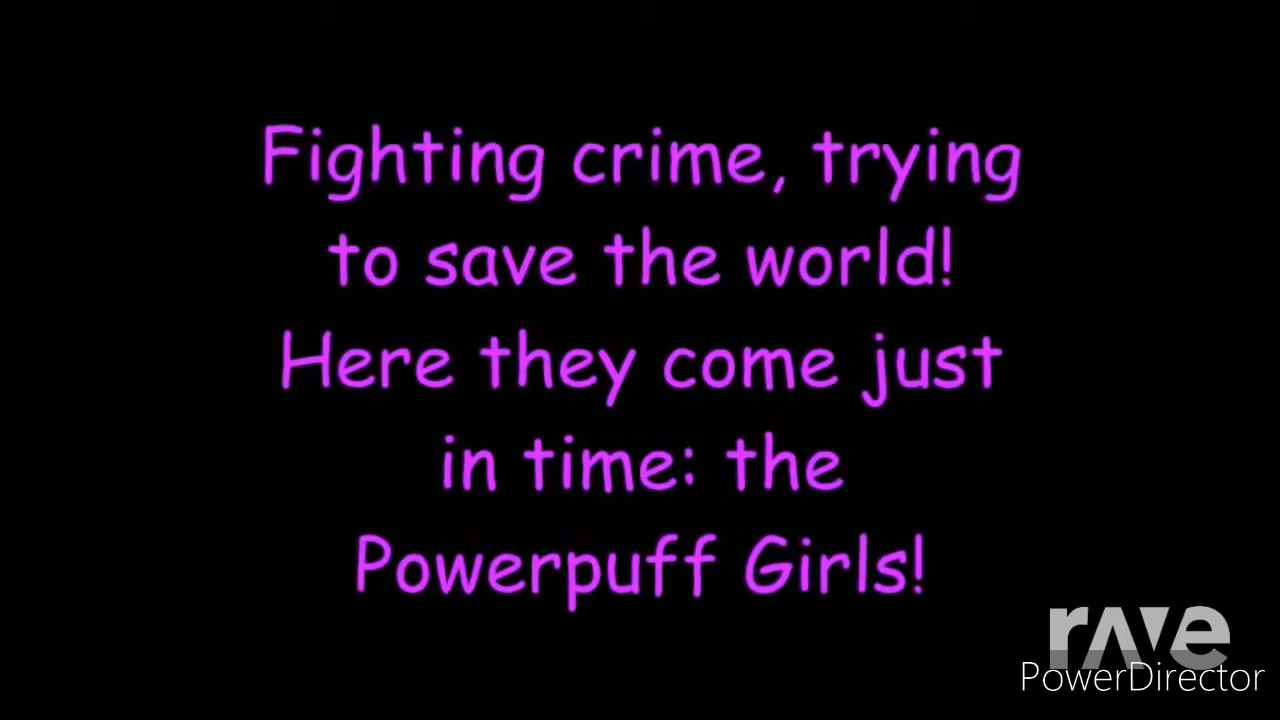 Fighting crime, trying
to save the world!
Here they come just
in time: the
Powerpuff Girls!
rave
PowerDirector